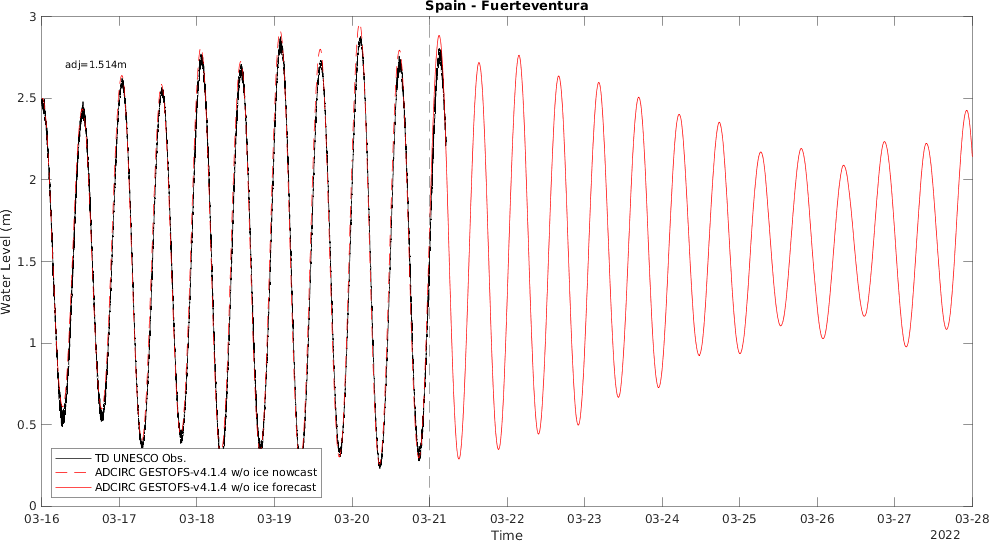 Spain - Fuerteventura
adj=1.514m
3
2.5
2
1.5
1
0.5
0
Water Level (m)
TD UNESCO Obs.
ADCIRC GESTOFS-v4.1.4 w/o ice nowcast
ADCIRC GESTOFS-v4.1.4 w/o ice forecast
03-16 03-17 03-18 03-19 03-20 03-21 03-22 03-23 03-24 03-25 03-26 03-27 03-28
Time
2022